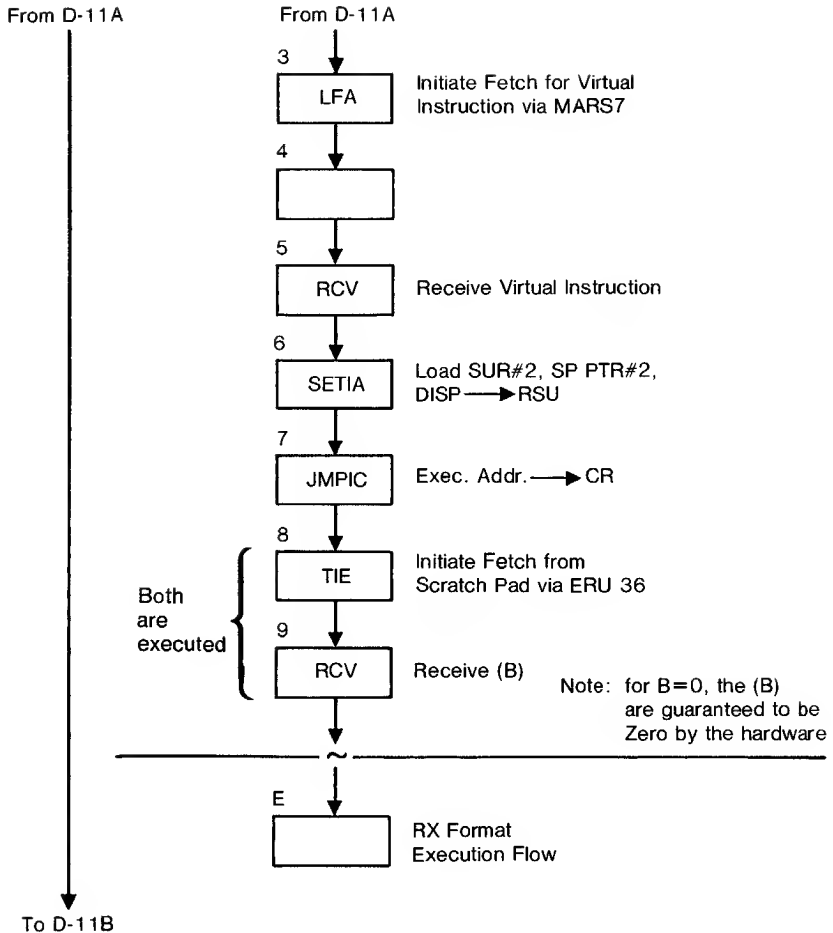 From D-11A
From D-11A
3
LFA
Initiate Fetch for Virtual
Instruction via MARS7
4
5
RCV
Receive Virtual Instruction
6
SETIA
Load SUR#2, SP PTR#2,
DISP → RSU
7
JMPIC
Exec. Addr. → CR
8
TIE
Initiate Fetch from
Scratch Pad via ERU 36
Both
are
executed
9
RCV
Receive (B)
Note: for B=0, the (B)
are guaranteed to be
Zero by the hardware
~
E
RX Format
Execution Flow
To D-11B